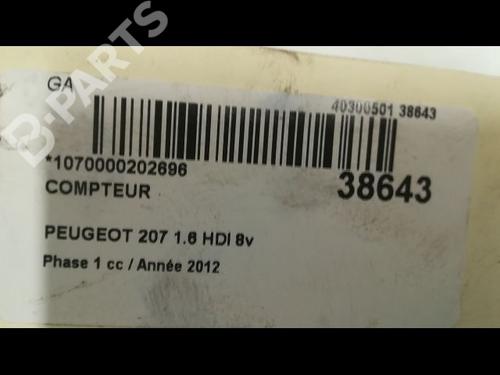 GA
40300501 38643
*1070000202696
38643
COMPTEUR
PEUGEOT 207 1.6 HDI 8v
Phase 1 cc / Année 2012
B-PARTS